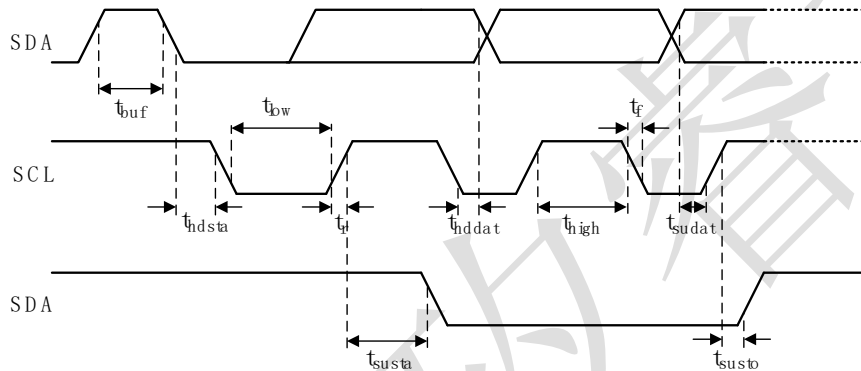 SDA
t_buf
t_low
t_f
SCL
t_hdsta
t_r
t_hddat
t_high
t_sudat
SDA
t_susta
t_susto